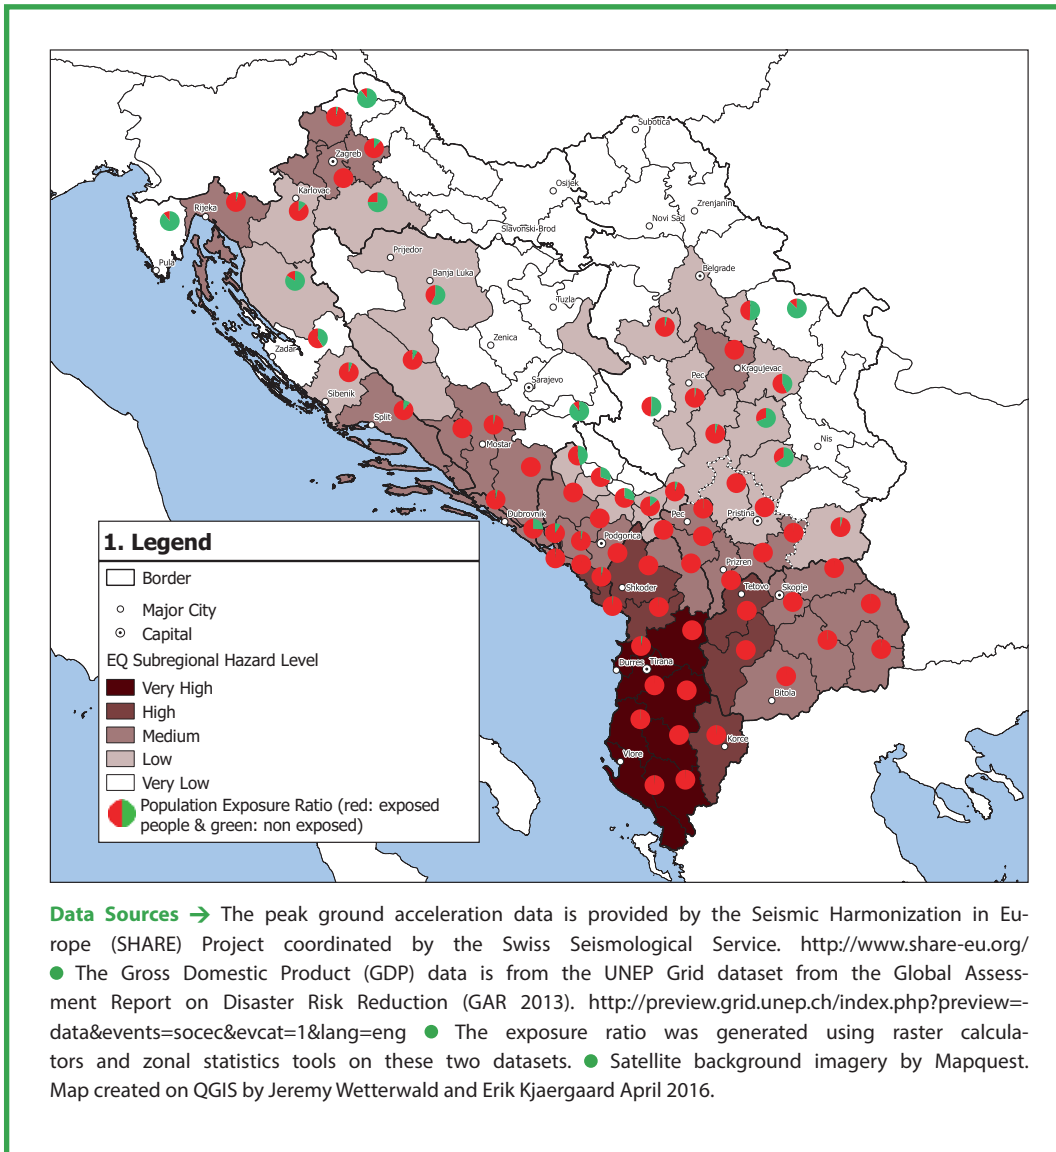 Subotica
Zagreb
Osijek
Karlovac
Zrenjanin
Rijeka
Novi Sad
Slavonski-Brod
Prijedor
Pula
Belgrade
Banja Luka
Tuzla
Zenica
Zadar
Kragujevac
Pec
Sarajevo
Sibenik
Split
Mostar
Nis
Dubrovnik
Pec
Pristina
Podgorica
Prizren
Shkoder
Tetovo
Skopje
Durres
Tirana
Bitola
Korce
Vlore
1. Legend
Border
Major City
Capital
EQ Subregional Hazard Level
Very High
High
Medium
Low
Very Low
Population Exposure Ratio (red: exposed
people & green: non exposed)
Data Sources → The peak ground acceleration data is provided by the Seismic Harmonization in Eu-
rope (SHARE) Project coordinated by the Swiss Seismological Service. http://www.share-eu.org/
● The Gross Domestic Product (GDP) data is from the UNEP Grid dataset from the Global Assess-
ment Report on Disaster Risk Reduction (GAR 2013). http://preview.grid.unep.ch/index.php?preview=-
data&events=socec&evcat=1&lang=eng ● The exposure ratio was generated using raster calcula-
tors and zonal statistics tools on these two datasets. ● Satellite background imagery by Mapquest.
Map created on QGIS by Jeremy Wetterwald and Erik Kjaergaard April 2016.